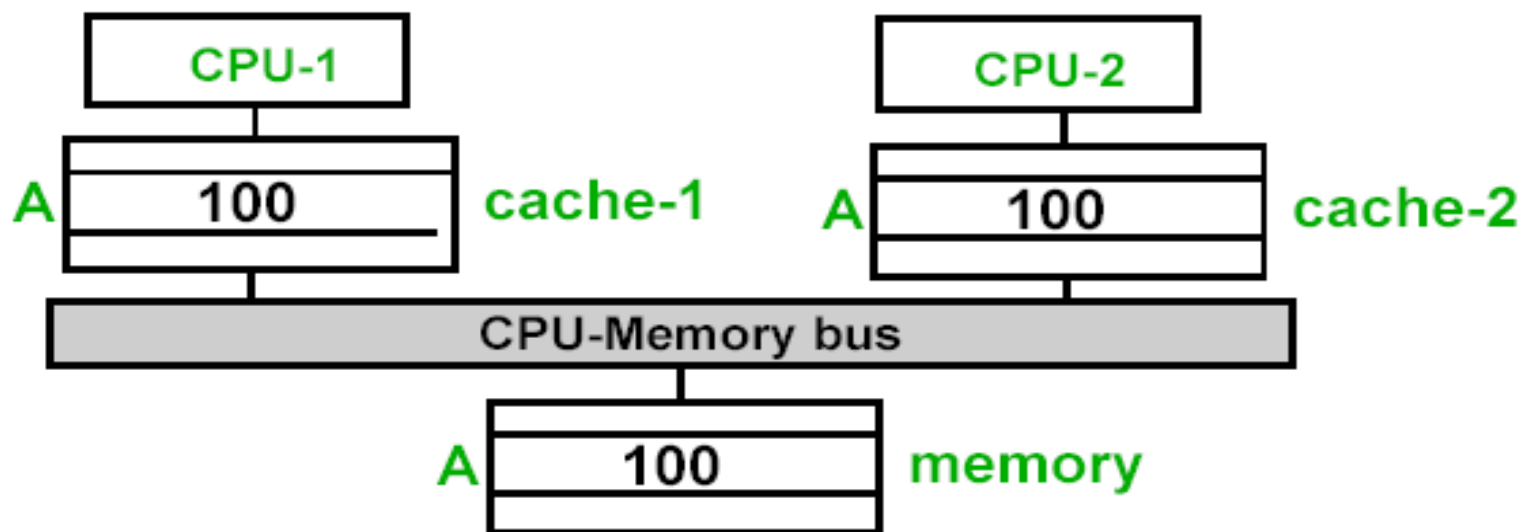 CPU-1
CPU-2
A 100 cache-1
A 100 cache-2
CPU-Memory bus
A 100 memory